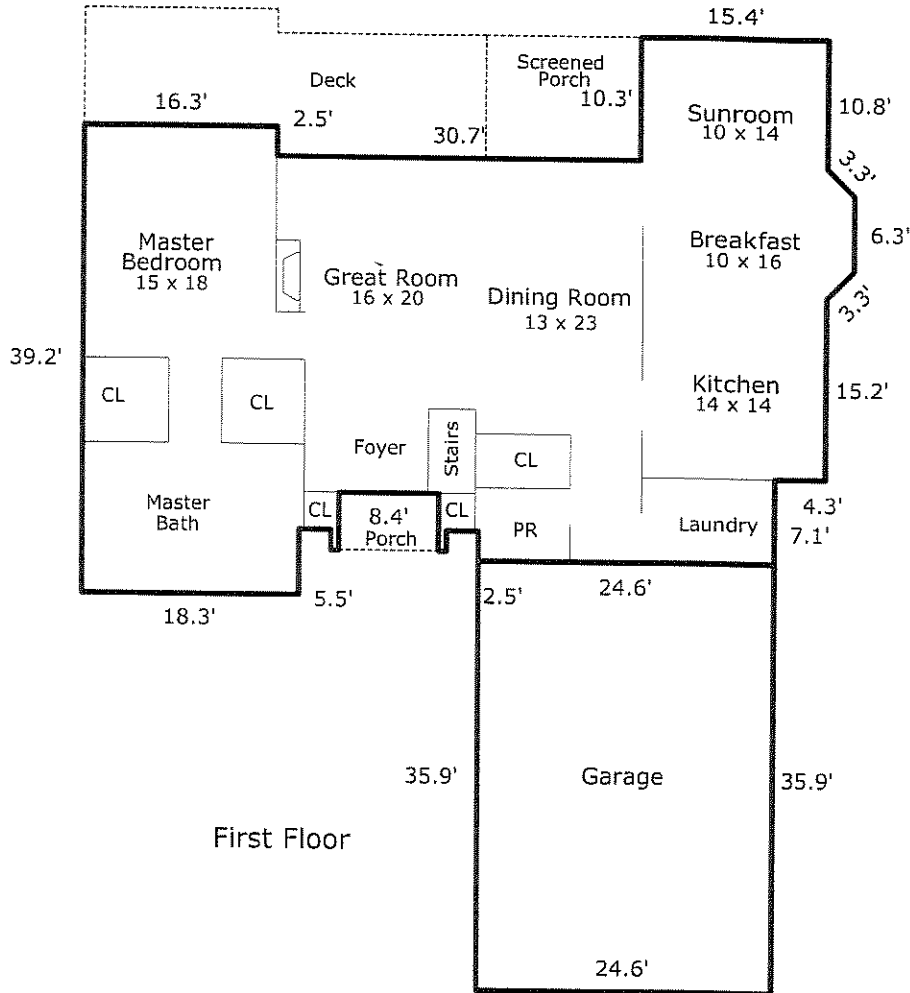 15.4'
Screened
Porch
Deck
10.3'
Sunroom
10 x 14
10.8'
16.3'
2.5'
30.7'
3.3'
Master
Bedroom
15 x 18
Great Room
16 x 20
Dining Room
13 x 23
Breakfast
10 x 16
6.3'
3.3'
39.2'
CL
CL
Kitchen
14 x 14
15.2'
Foyer
Stairs
CL
Master
Bath
CL
8.4'
Porch
CL
PR
Laundry
4.3'
7.1'
18.3'
5.5'
2.5'
24.6'
35.9'
Garage
35.9'
First Floor
24.6'